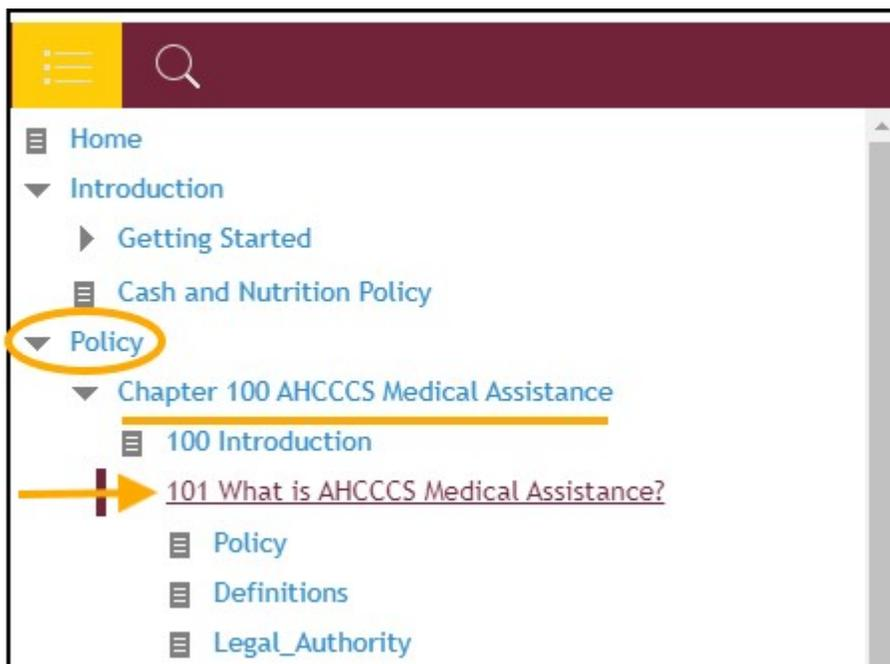 Home
Introduction
Getting Started
Cash and Nutrition Policy
Policy
Chapter 100 AHCCCS Medical Assistance
100 Introduction
101 What is AHCCCS Medical Assistance?
Policy
Definitions
Legal_Authority